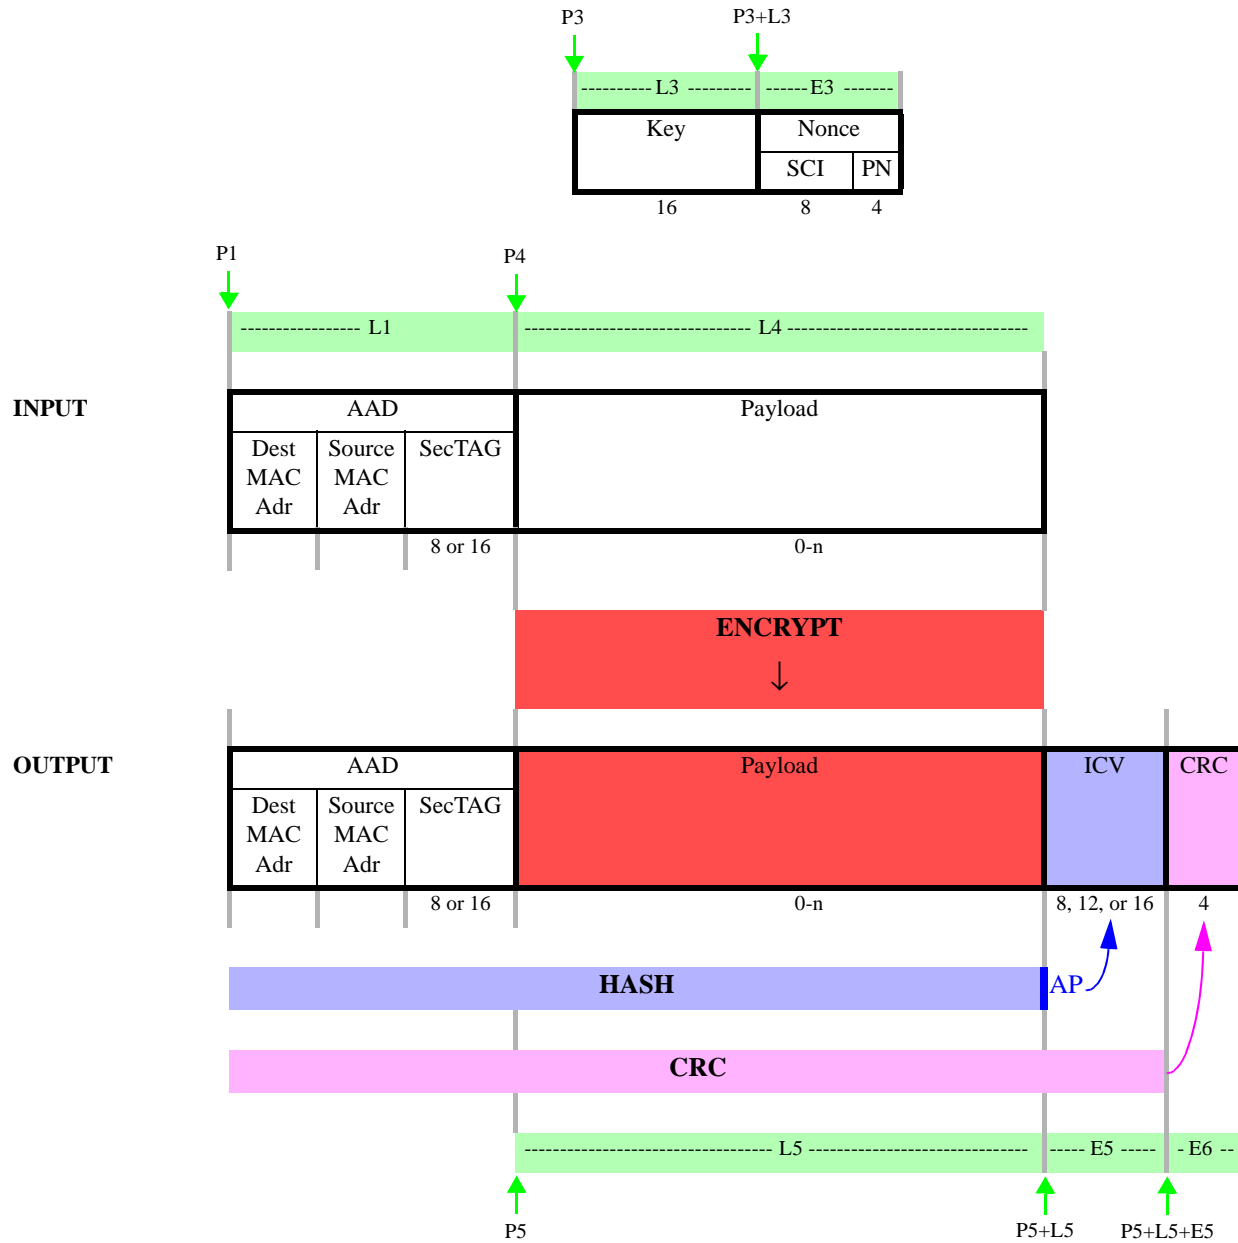 P3 P3+L3
---------- L3 --------- ------ E3 -------
Key Nonce
SCI PN
16 8 4
P1 P4
----------------- L1 -------------------------------- L4 ----------------------------------
INPUT AAD Payload
Dest Source SecTAG
MAC MAC
Adr Adr
8 or 16 0-n
ENCRYPT
↓
OUTPUT AAD Payload ICV CRC
Dest Source SecTAG
MAC MAC
Adr Adr
8 or 16 0-n 8, 12, or 16 4
HASH AP
CRC
----------------------------------- L5 ------------------------------- ----- E5 ----- - E6 --
P5 P5+L5 P5+L5+E5